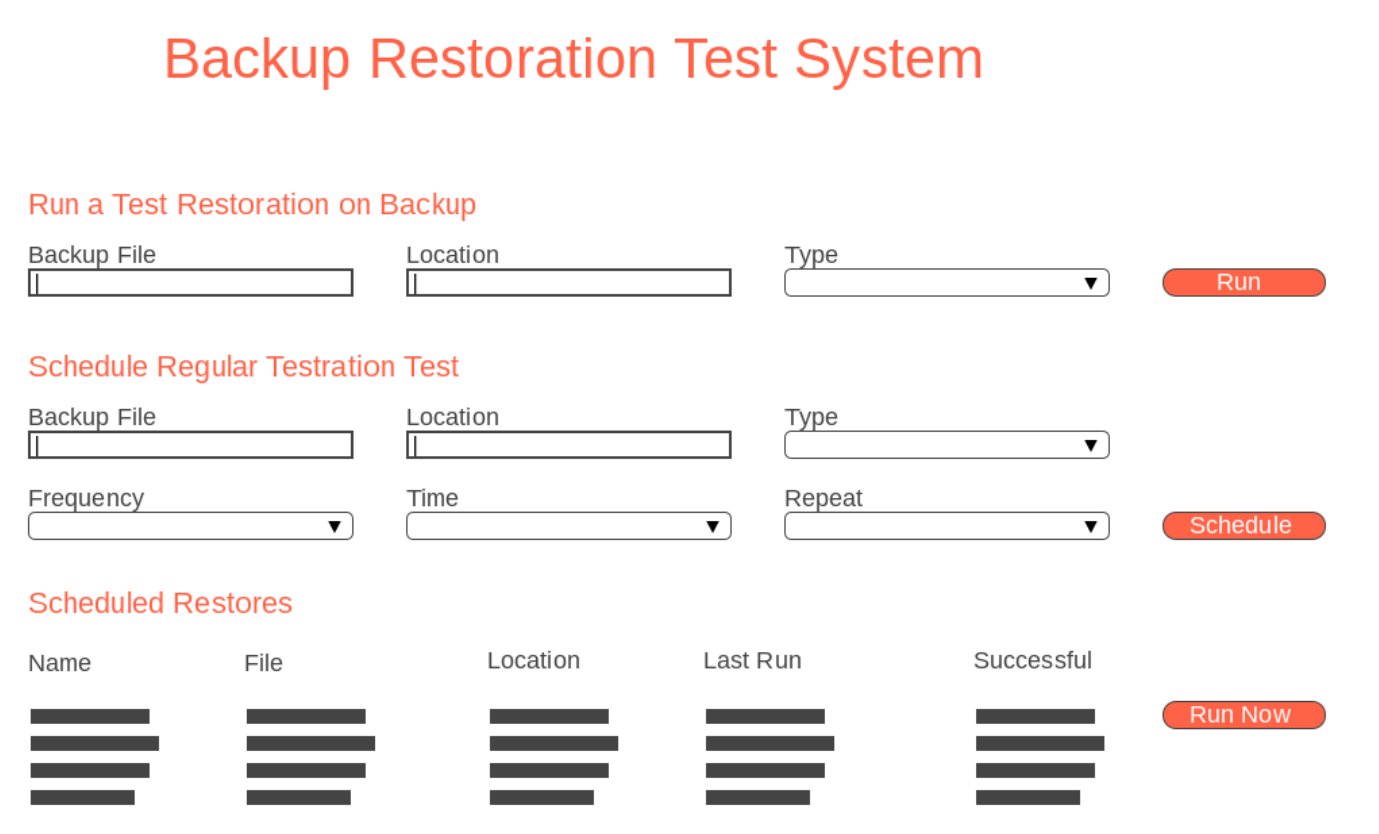 Backup Restoration Test System
Run a Test Restoration on Backup
Backup File Location Type
Run
Schedule Regular Testration Test
Backup File Location Type
Frequency Time Repeat
Schedule
Scheduled Restores
Name File Location Last Run Successful
Run Now